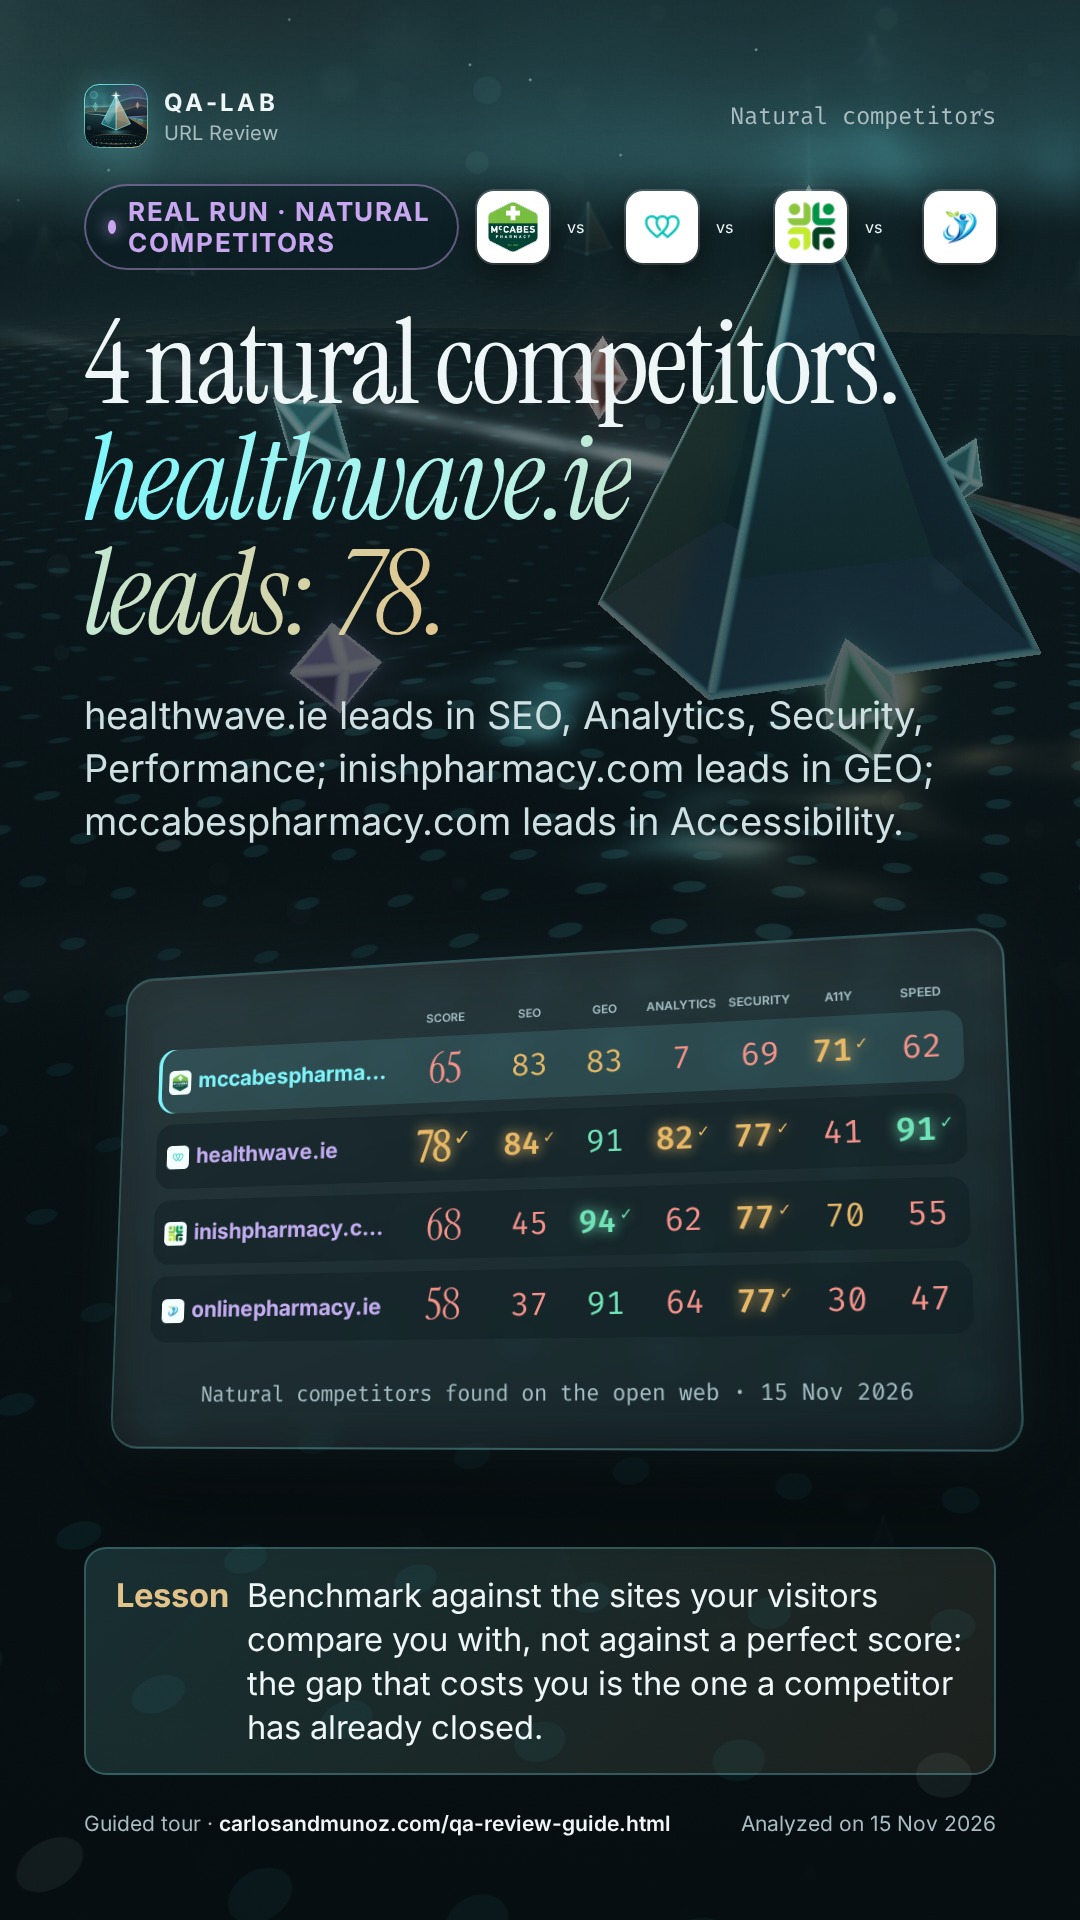 QA-LAB
URL Review
Natural competitors
REAL RUN · NATURAL
COMPETITORS
McCABES
PHARMACY
vs
vs
vs
4 natural competitors.
healthwave.ie
leads: 78.
healthwave.ie leads in SEO, Analytics, Security,
Performance; inishpharmacy.com leads in GEO;
mccabespharmacy.com leads in Accessibility.
SCORE SEO GEO ANALYTICS SECURITY A11Y SPEED
mccabespharma... 65 83 83 7 69 71✓ 62
healthwave.ie 78✓ 84✓ 91 82✓ 77✓ 41 91✓
inishpharmacy.c... 68 45 94✓ 62 77✓ 70 55
onlinepharmacy.ie 58 37 91 64 77✓ 30 47
Natural competitors found on the open web · 15 Nov 2026
Lesson Benchmark against the sites your visitors
compare you with, not against a perfect score:
the gap that costs you is the one a competitor
has already closed.
Guided tour · carlosandmunoz.com/qa-review-guide.html
Analyzed on 15 Nov 2026